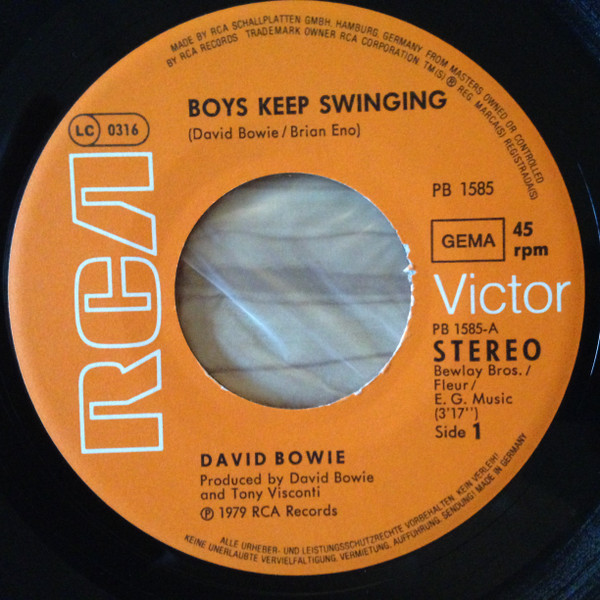 MADE BY RCA SCHALLPLATTEN GMBH, HAMBURG, GERMANY, FROM MASTERS OWNED OR CONTROLLED
BY RCA RECORDS TRADEMARK OWNER RCA CORPORATION. TM(S) ® REG. MARCA(S) REGISTRADA(S)
BOYS KEEP SWINGING
(David Bowie/Brian Eno)
LC 0316
RCA
PB 1585
GEMA
45
rpm
Victor
PB 1585-A
STEREO
Bewlay Bros./
Fleur/
E. G. Music
(3'17'')
Side 1
DAVID BOWIE
Produced by David Bowie
and Tony Visconti
℗ 1979 RCA Records
ALLE URHEBER- UND LEISTUNGSSCHUTZRECHTE VORBEHALTEN. KEIN VERLEIH!
KEINE UNERLAUBTE VERVIELFÄLTIGUNG, VERMIETUNG, AUFFÜHRUNG, SENDUNG! MADE IN GERMANY